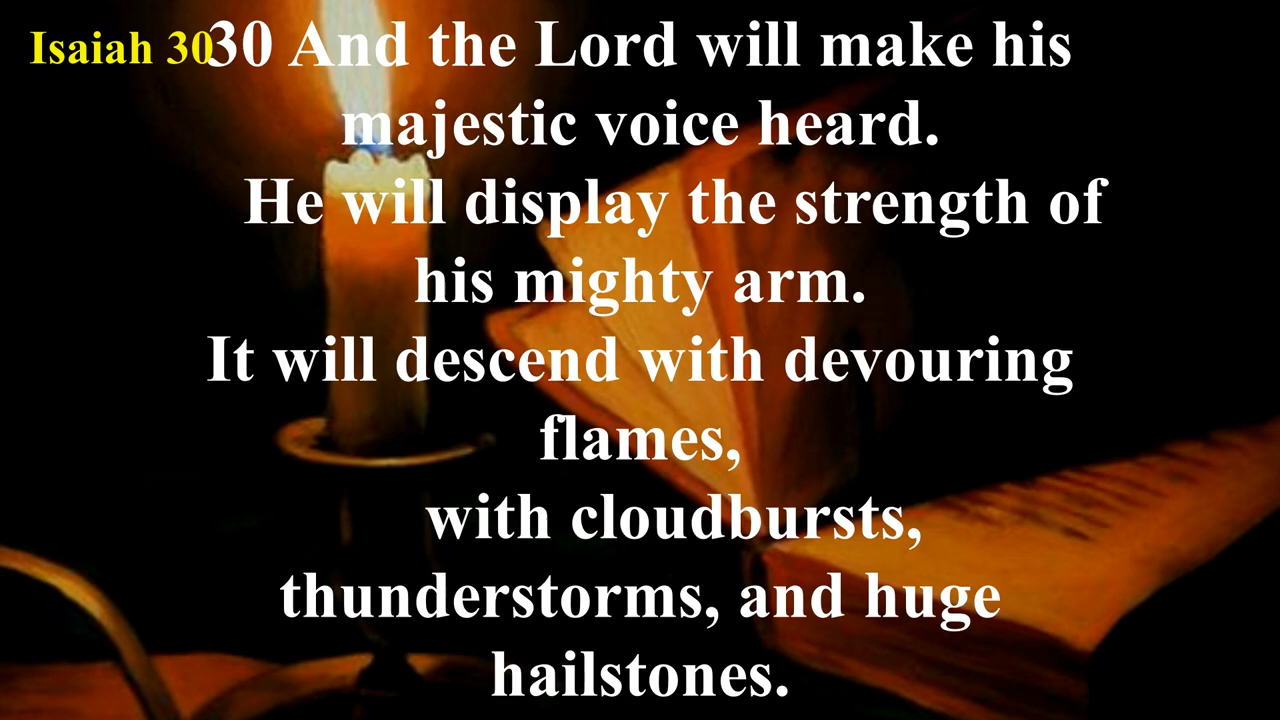 Isaiah 30
30 And the Lord will make his
majestic voice heard.
He will display the strength of
his mighty arm.
It will descend with devouring
flames,
with cloudbursts,
thunderstorms, and huge
hailstones.